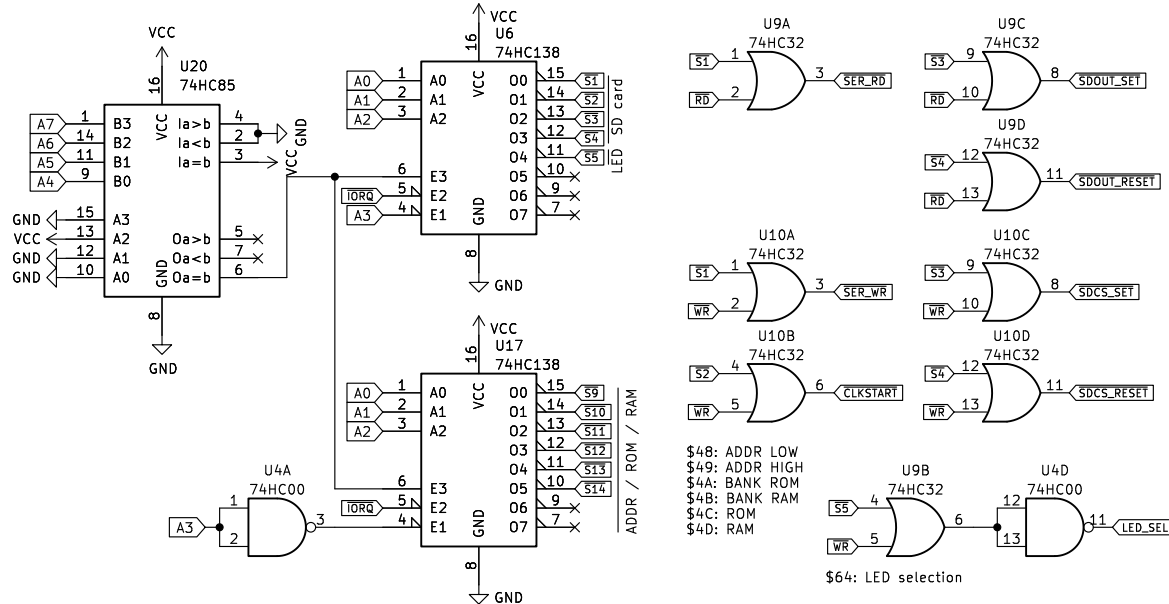 VCC
U20
74HC85
16
VCC
A7 1 B3
A6 14 B2
A5 11 B1
A4 9 B0
GND 15 A3
VCC 13 A2
GND 12 A1
GND 10 A0
Ia>b 4
Ia<b 2
Ia=b 3
GND
VCC
Oa>b 5
Oa<b 7
Oa=b 6
GND
8
GND
VCC
U6
74HC138
16
VCC
A0 1 A0
A1 2 A1
A2 3 A2
6 E3
IORQ 5 E2
A3 4 E1
O0 15 S1
O1 14 S2
O2 13 S3
O3 12 S4
O4 11 S5
O5 10
O6 9
O7 7
LED SD card
GND
8
GND
VCC
U17
74HC138
16
VCC
A0 1 A0
A1 2 A1
A2 3 A2
6 E3
IORQ 5 E2
4 E1
O0 15 S9
O1 14 S10
O2 13 S11
O3 12 S12
O4 11 S13
O5 10 S14
O6 9
O7 7
ADDR / ROM / RAM
GND
8
GND
U4A
74HC00
A3 1 2 3
U9A
74HC32
S1 1
RD 2
3 SER_RD
U9C
74HC32
S3 9
RD 10
8 SDOUT_SET
U9D
74HC32
S4 12
RD 13
11 SDOUT_RESET
U10A
74HC32
S1 1
WR 2
3 SER_WR
U10C
74HC32
S3 9
WR 10
8 SDCS_SET
U10B
74HC32
S2 4
WR 5
6 CLKSTART
U10D
74HC32
S4 12
WR 13
11 SDCS_RESET
$48: ADDR LOW
$49: ADDR HIGH
$4A: BANK ROM
$4B: BANK RAM
$4C: ROM
$4D: RAM
U9B
74HC32
S5 4
WR 5
6
U4D
74HC00
12
13
11 LED_SEL
$64: LED selection